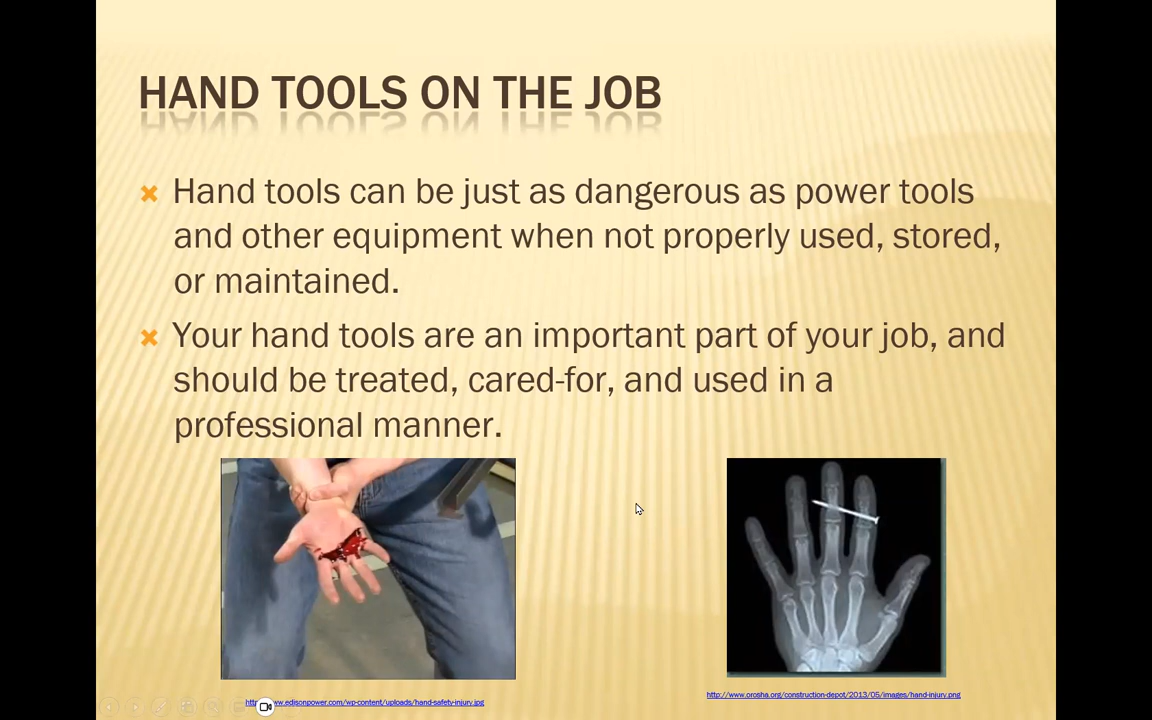 HAND TOOLS ON THE JOB
Hand tools can be just as dangerous as power tools
and other equipment when not properly used, stored,
or maintained.
Your hand tools are an important part of your job, and
should be treated, cared-for, and used in a
professional manner.
http://www.orosha.org/construction-depot/2013/05/images/hand-injury.png
ww.edisonpower.com/wp-content/uploads/hand-safety-injury.jpg